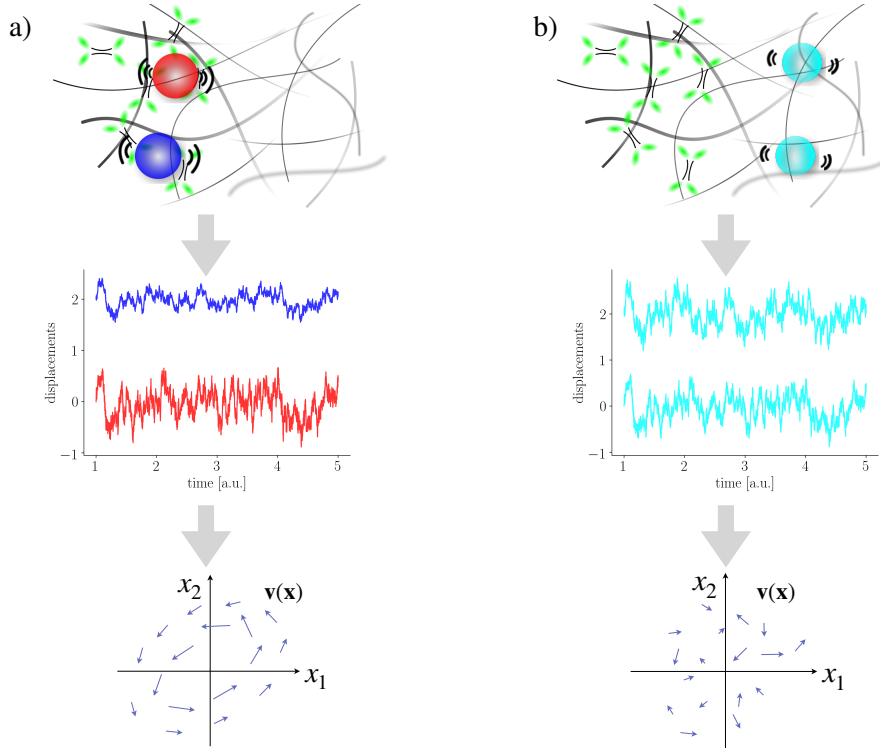 a)
b)
displacements
2
1
0
−1
1
2
3
4
5
time [a.u.]
displacements
2
1
0
−1
1
2
3
4
5
time [a.u.]
x2
v(x)
x1
x2
v(x)
x1